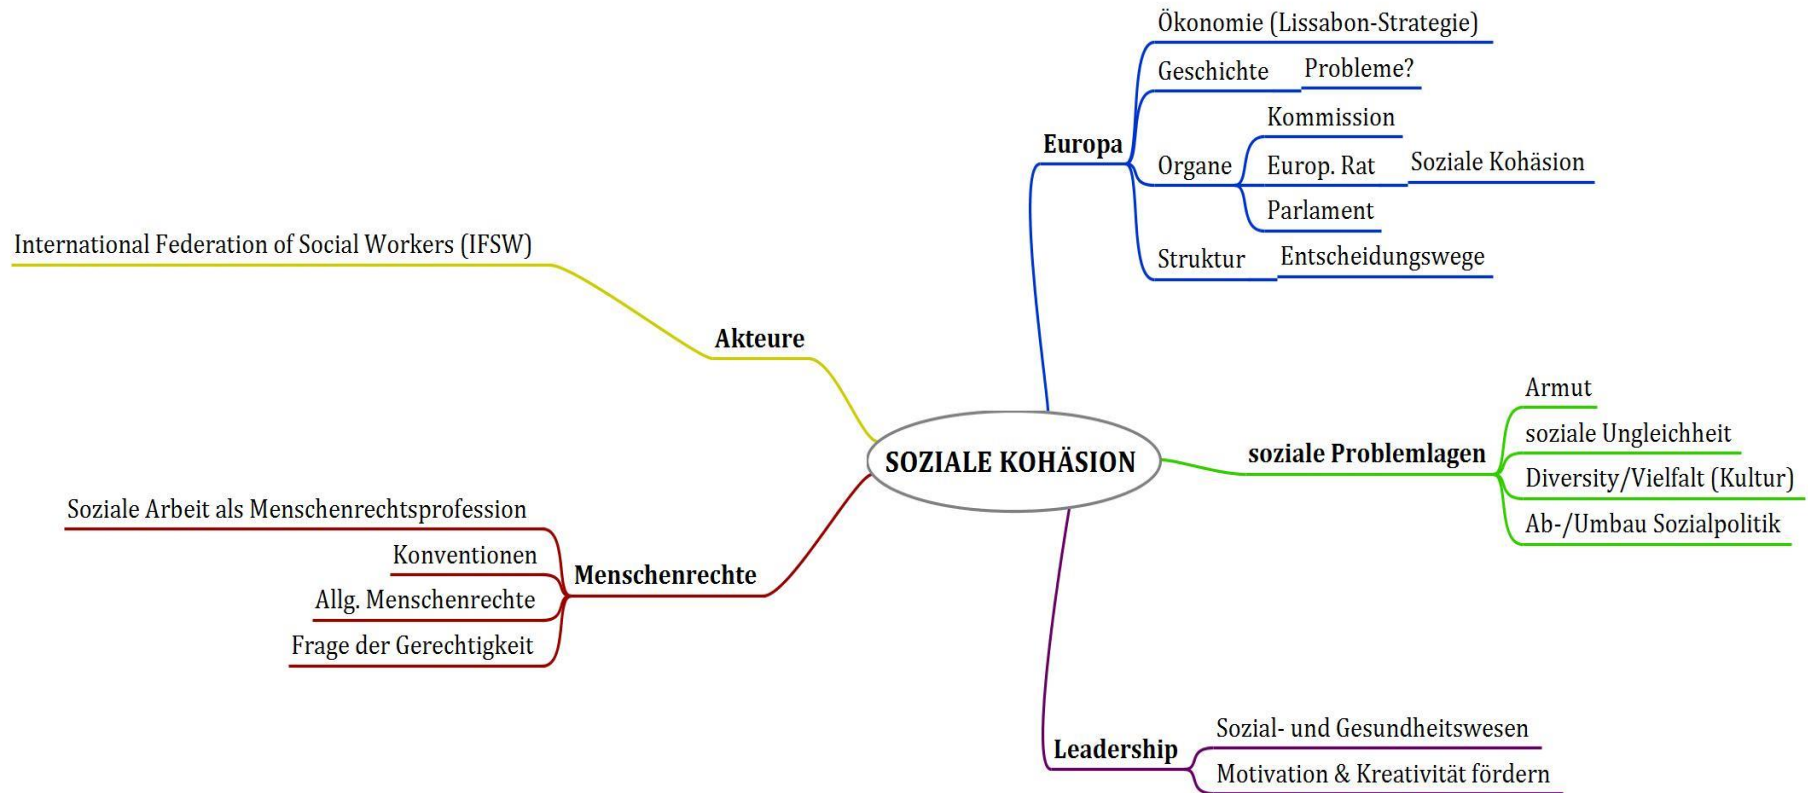 Ökonomie (Lissabon-Strategie)
Geschichte
Probleme?
Europa
Organe
Kommission
Europ. Rat
Soziale Kohäsion
Parlament
Struktur
Entscheidungswege
International Federation of Social Workers (IFSW)
Akteure
SOZIALE KOHÄSION
soziale Problemlagen
Armut
soziale Ungleichheit
Diversity/Vielfalt (Kultur)
Ab-/Umbau Sozialpolitik
Menschenrechte
Soziale Arbeit als Menschenrechtsprofession
Konventionen
Allg. Menschenrechte
Frage der Gerechtigkeit
Leadership
Sozial- und Gesundheitswesen
Motivation & Kreativität fördern